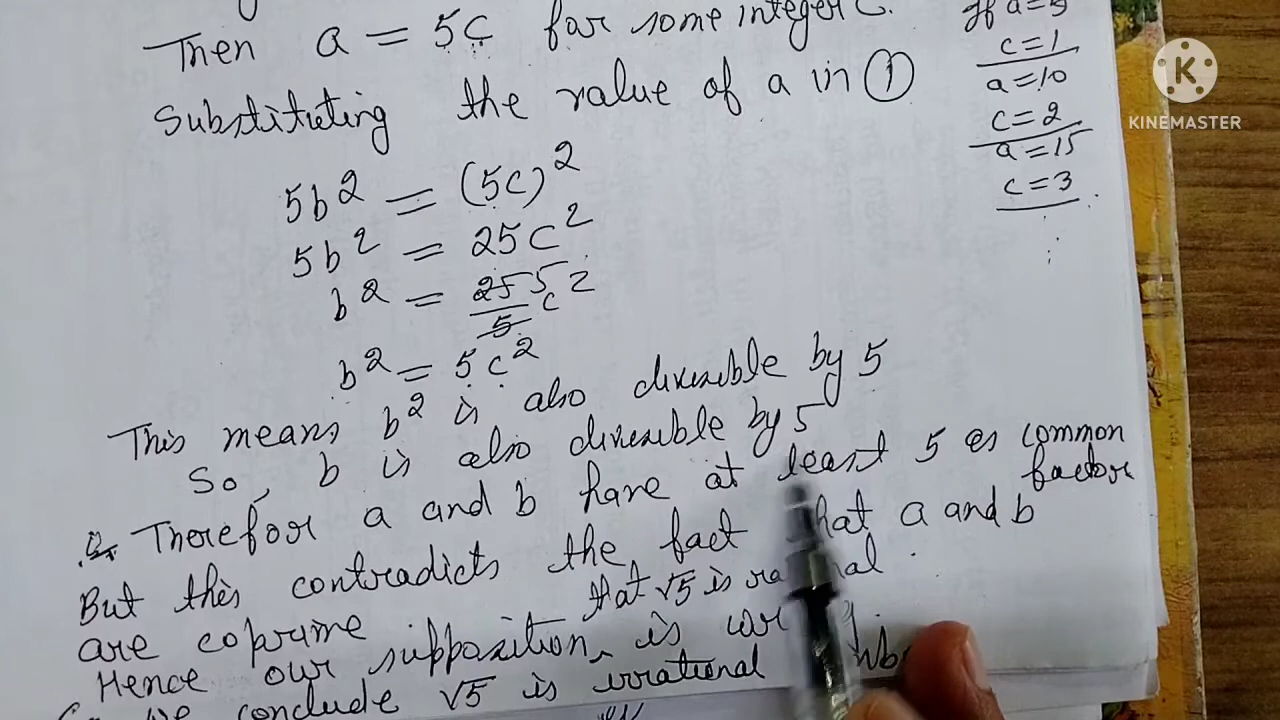 Then a = 5c for some integer c.
Substituting the value of a in ①
5b² = (5c)²
5b² = 25c²
b² = 25/5 5 c²
b² = 5c²
This means b² is also divisible by 5
So, b is also divisible by 5
Therefor a and b have at least 5 as common
factor
But this contradicts the fact that a and b
are coprime
Hence our supposition that √5 is is
conclude √5 is irrational
If a=5
c=1
a=10
c=2
a=15
c=3
KINEMASTER